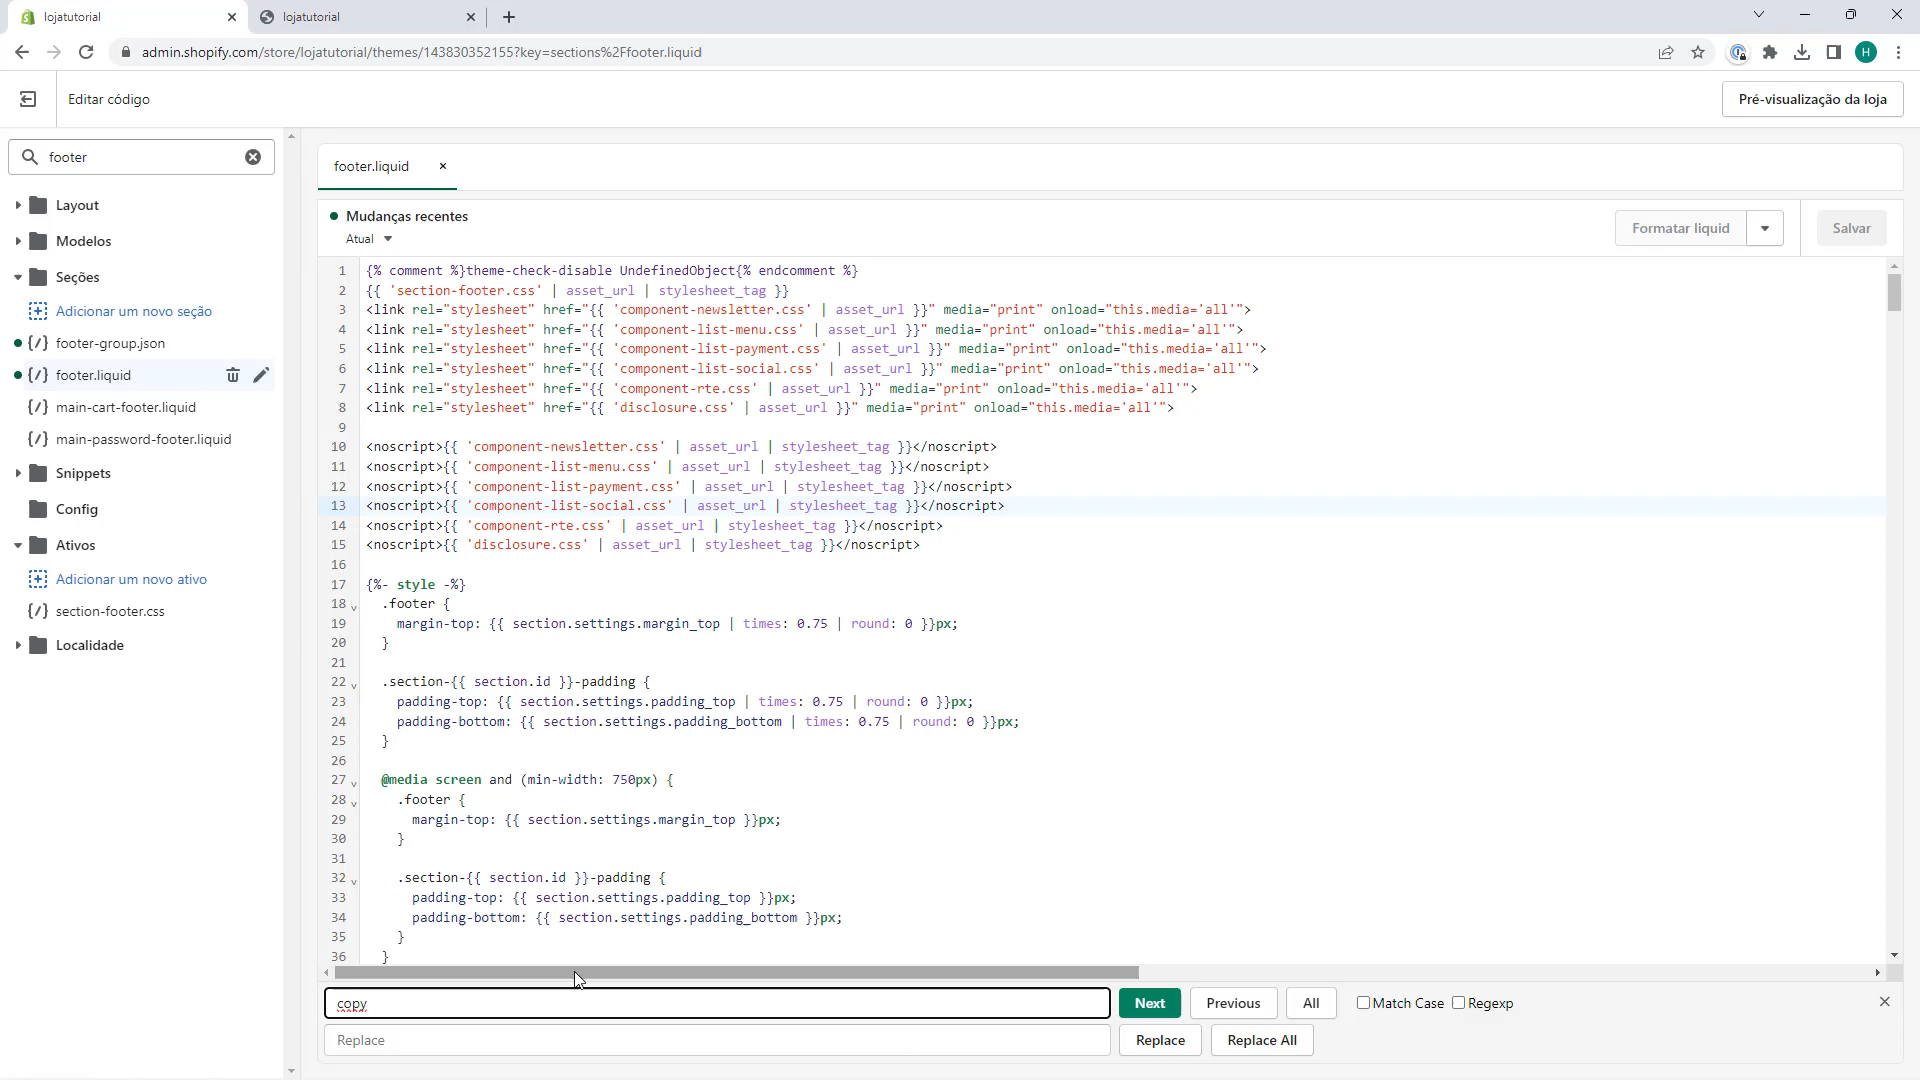 lojatutorial
lojatutorial
admin.shopify.com/store/lojatutorial/themes/143830352155?key=sections%2Ffooter.liquid
H
Editar código
Pré-visualização da loja
footer
Layout
Modelos
Seções
Adicionar um novo seção
footer-group.json
footer.liquid
main-cart-footer.liquid
main-password-footer.liquid
Snippets
Config
Ativos
Adicionar um novo ativo
section-footer.css
Localidade
footer.liquid
Mudanças recentes
Atual
Formatar liquid
Salvar
1 {% comment %}theme-check-disable UndefinedObject{% endcomment %}
2 {{ 'section-footer.css' | asset_url | stylesheet_tag }}
3 <link rel="stylesheet" href="{{ 'component-newsletter.css' | asset_url }}" media="print" onload="this.media='all'">
4 <link rel="stylesheet" href="{{ 'component-list-menu.css' | asset_url }}" media="print" onload="this.media='all'">
5 <link rel="stylesheet" href="{{ 'component-list-payment.css' | asset_url }}" media="print" onload="this.media='all'">
6 <link rel="stylesheet" href="{{ 'component-list-social.css' | asset_url }}" media="print" onload="this.media='all'">
7 <link rel="stylesheet" href="{{ 'component-rte.css' | asset_url }}" media="print" onload="this.media='all'">
8 <link rel="stylesheet" href="{{ 'disclosure.css' | asset_url }}" media="print" onload="this.media='all'">
9
10 <noscript>{{ 'component-newsletter.css' | asset_url | stylesheet_tag }}</noscript>
11 <noscript>{{ 'component-list-menu.css' | asset_url | stylesheet_tag }}</noscript>
12 <noscript>{{ 'component-list-payment.css' | asset_url | stylesheet_tag }}</noscript>
13 <noscript>{{ 'component-list-social.css' | asset_url | stylesheet_tag }}</noscript>
14 <noscript>{{ 'component-rte.css' | asset_url | stylesheet_tag }}</noscript>
15 <noscript>{{ 'disclosure.css' | asset_url | stylesheet_tag }}</noscript>
16
17 {%- style -%}
18 .footer {
19 margin-top: {{ section.settings.margin_top | times: 0.75 | round: 0 }}px;
20 }
21
22 .section-{{ section.id }}-padding {
23 padding-top: {{ section.settings.padding_top | times: 0.75 | round: 0 }}px;
24 padding-bottom: {{ section.settings.padding_bottom | times: 0.75 | round: 0 }}px;
25 }
26
27 @media screen and (min-width: 750px) {
28 .footer {
29 margin-top: {{ section.settings.margin_top }}px;
30 }
31
32 .section-{{ section.id }}-padding {
33 padding-top: {{ section.settings.padding_top }}px;
34 padding-bottom: {{ section.settings.padding_bottom }}px;
35 }
36 }
copy
Next
Previous
All
Match Case
Regexp
Replace
Replace
Replace All